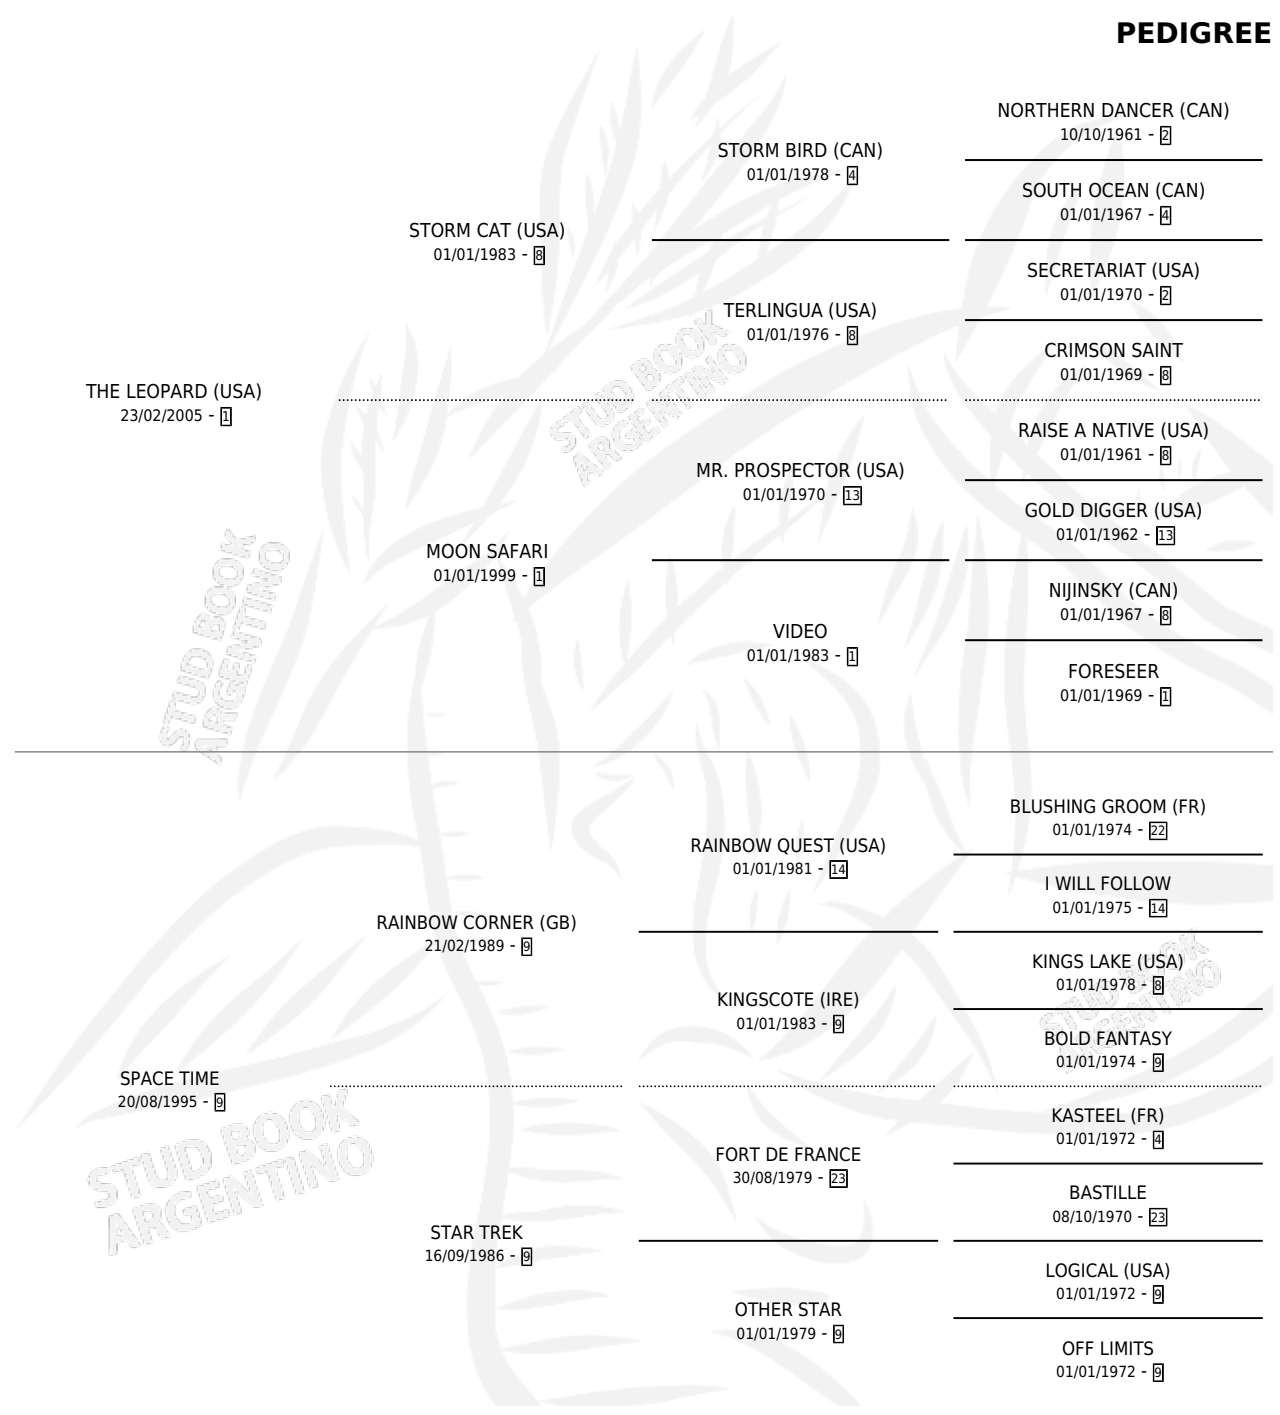 PEDIGREE
NORTHERN DANCER (CAN)
10/10/1961 - 2
STORM BIRD (CAN)
01/01/1978 - 4
SOUTH OCEAN (CAN)
01/01/1967 - 4
STORM CAT (USA)
01/01/1983 - 8
SECRETARIAT (USA)
01/01/1970 - 2
TERLINGUA (USA)
01/01/1976 - 8
CRIMSON SAINT
01/01/1969 - 8
THE LEOPARD (USA)
23/02/2005 - 1
RAISE A NATIVE (USA)
01/01/1961 - 8
MR. PROSPECTOR (USA)
01/01/1970 - 13
GOLD DIGGER (USA)
01/01/1962 - 13
MOON SAFARI
01/01/1999 - 1
NIJINSKY (CAN)
01/01/1967 - 8
VIDEO
01/01/1983 - 1
FORESEER
01/01/1969 - 1
BLUSHING GROOM (FR)
01/01/1974 - 22
RAINBOW QUEST (USA)
01/01/1981 - 14
I WILL FOLLOW
01/01/1975 - 14
RAINBOW CORNER (GB)
21/02/1989 - 9
KINGS LAKE (USA)
01/01/1978 - 8
KINGSCOTE (IRE)
01/01/1983 - 9
BOLD FANTASY
01/01/1974 - 9
SPACE TIME
20/08/1995 - 9
KASTEEL (FR)
01/01/1972 - 4
FORT DE FRANCE
30/08/1979 - 23
BASTILLE
08/10/1970 - 23
STAR TREK
16/09/1986 - 9
LOGICAL (USA)
01/01/1972 - 9
OTHER STAR
01/01/1979 - 9
OFF LIMITS
01/01/1972 - 9
STUD BOOK
ARGENTINO
STUD BOOK
ARGENTINO
STUD BOOK
ARGENTINO
STUD BOOK
ARGENTINO